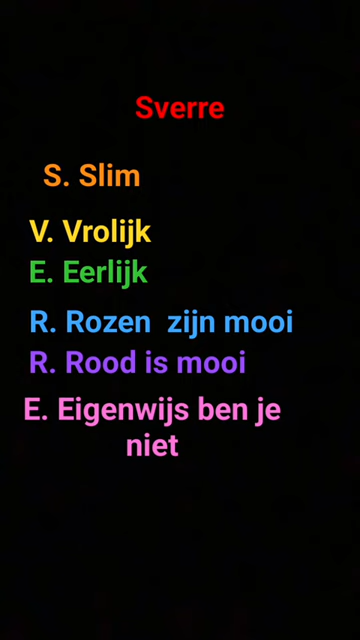 Sverre
S. Slim
V. Vrolijk
E. Eerlijk
R. Rozen  zijn mooi
R. Rood is mooi
E. Eigenwijs ben je
niet